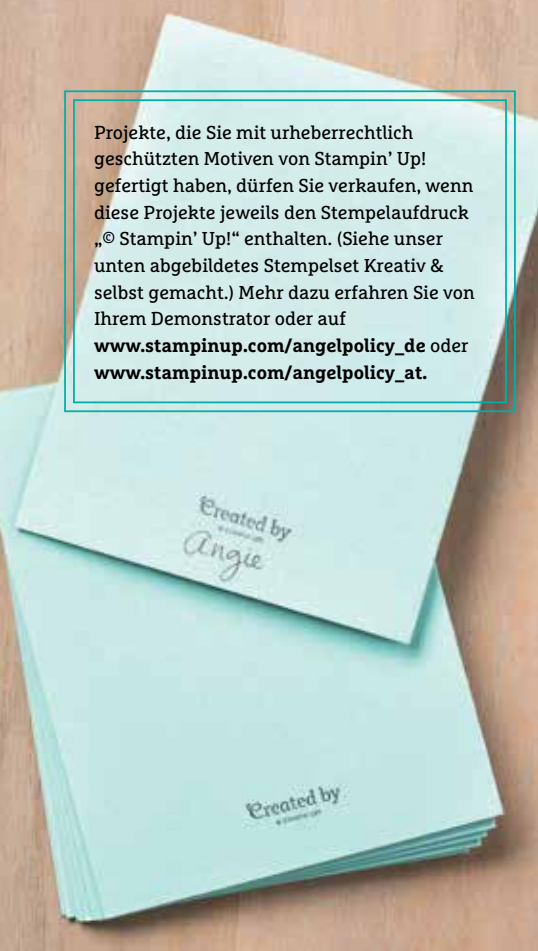 Projekte, die Sie mit urheberrechtlich
geschützten Motiven von Stampin’ Up!
gefertigt haben, dürfen Sie verkaufen, wenn
diese Projekte jeweils den Stempelaufdruck
„© Stampin’ Up!“ enthalten. (Siehe unser
unten abgebildetes Stempelset Kreativ &
selbst gemacht.) Mehr dazu erfahren Sie von
Ihrem Demonstrator oder auf
www.stampinup.com/angelpolicy_de oder
www.stampinup.com/angelpolicy_at.
Created by
Angie
Created by